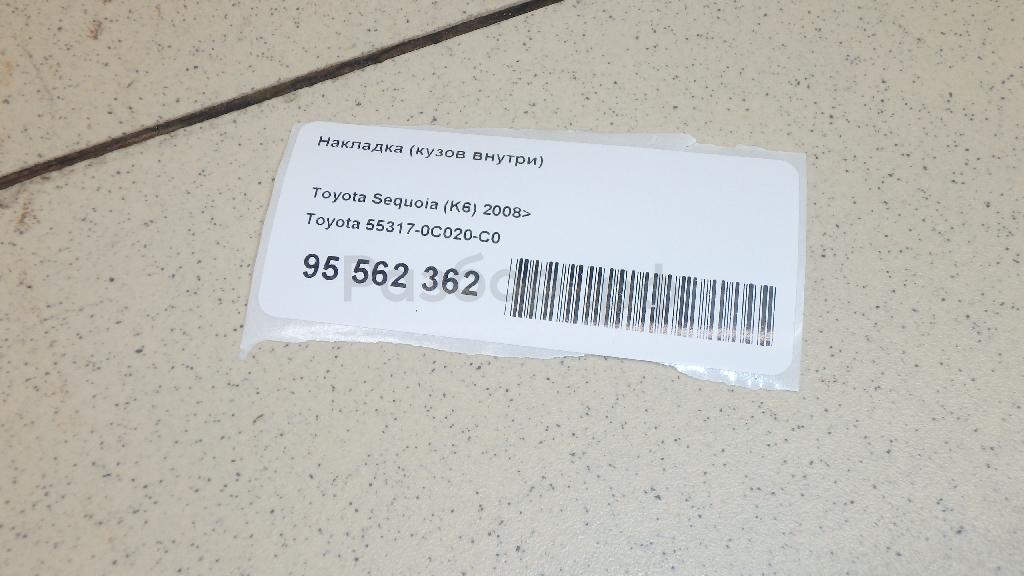 Накладка (кузов внутри)
Toyota Sequoia (K6) 2008>
Toyota 55317-0C020-C0
95 562 362